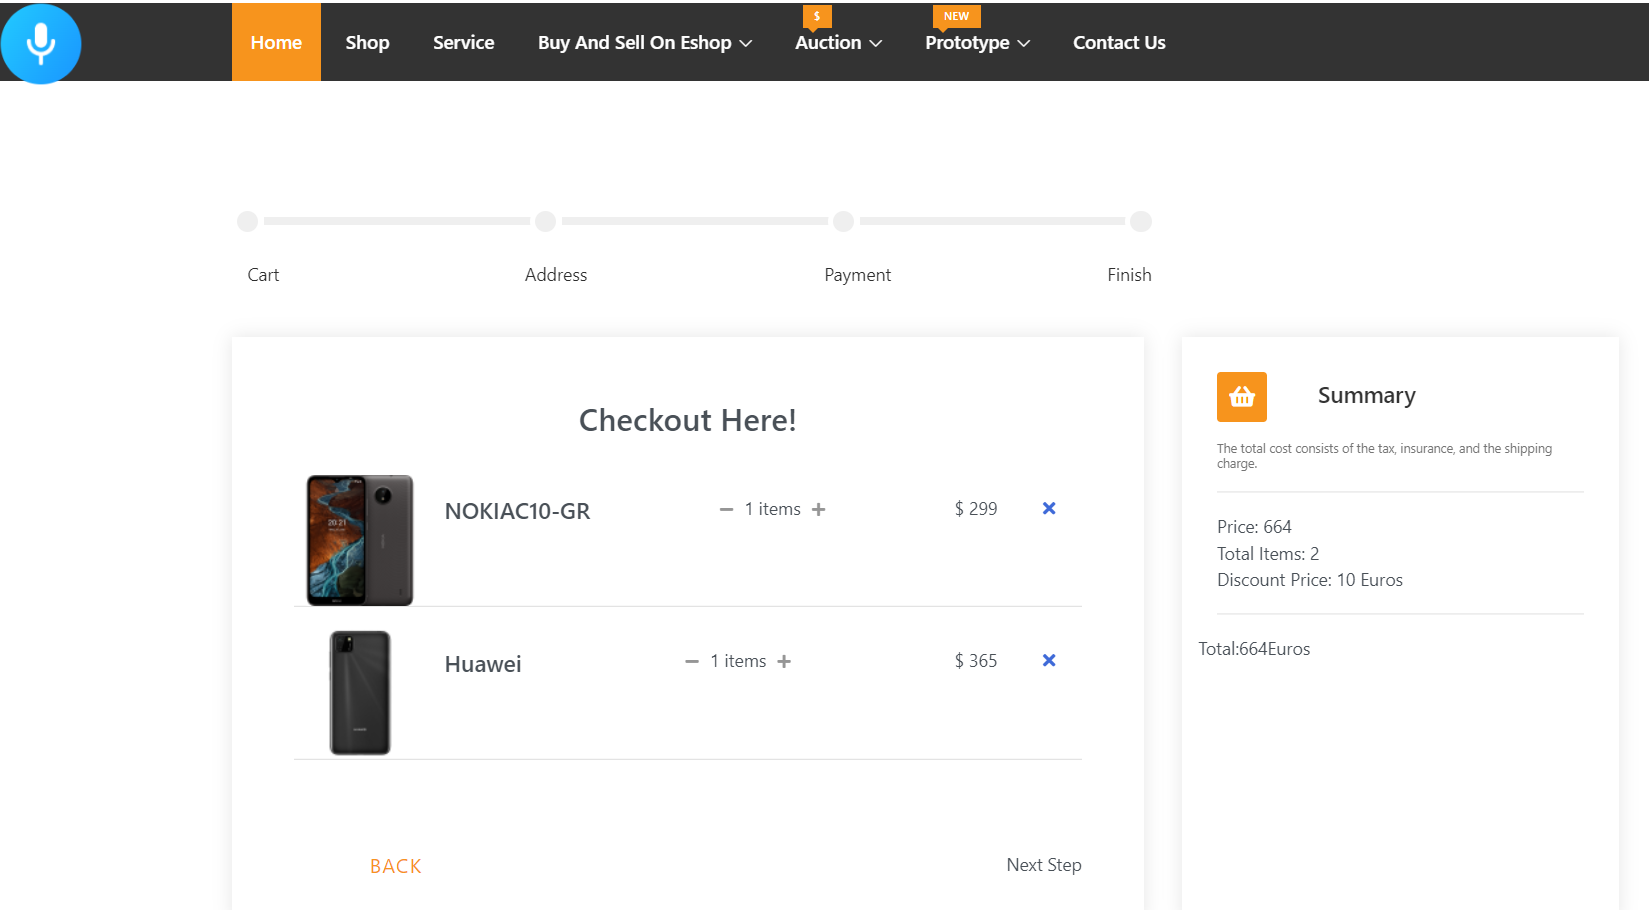 $
NEW
Home
Shop
Service
Buy And Sell On Eshop
Auction
Prototype
Contact Us
Cart
Address
Payment
Finish
Checkout Here!
NOKIAC10-GR
1 items
$ 299
Huawei
1 items
$ 365
BACK
Next Step
Summary
The total cost consists of the tax, insurance, and the shipping
charge.
Price: 664
Total Items: 2
Discount Price: 10 Euros
Total:664Euros